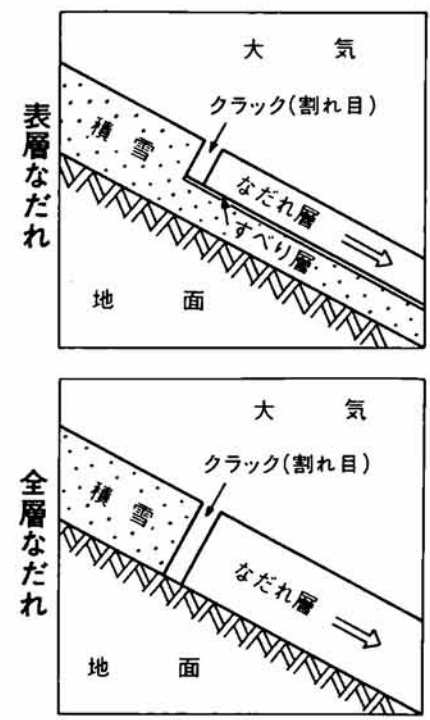 表層なだれ
大気
クラック(割れ目)
積雪
なだれ層
すべり層
地面
全層なだれ
大気
クラック(割れ目)
積雪
なだれ層
地面